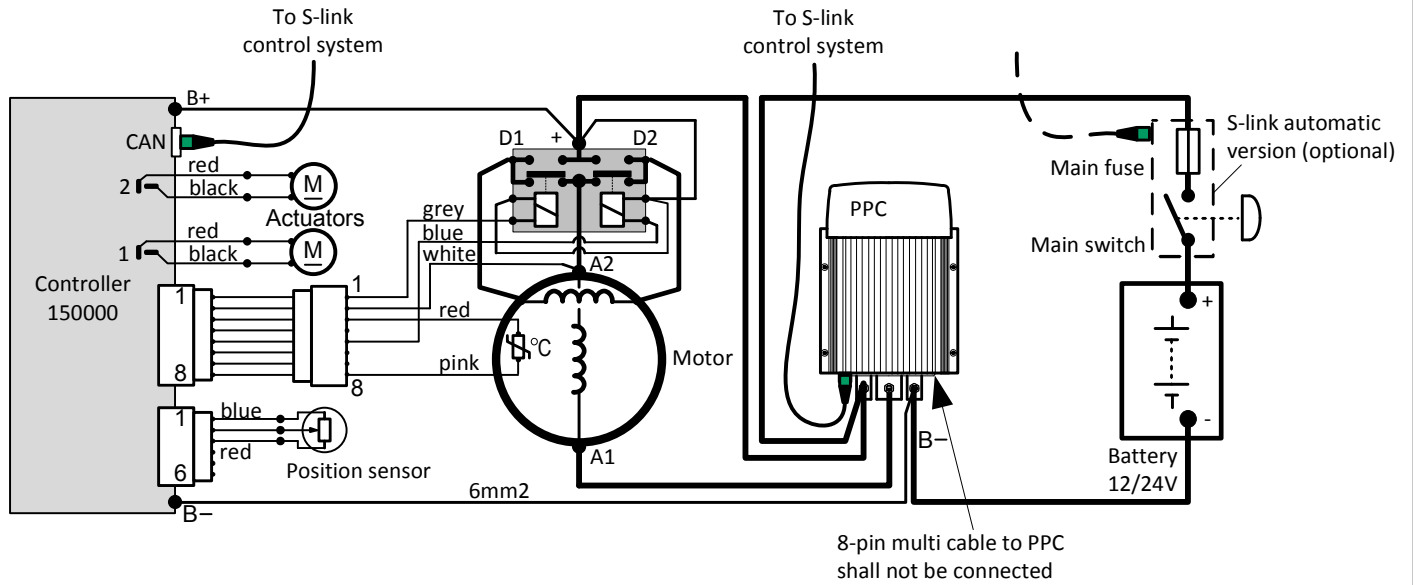 To S-link
control system
To S-link
control system
B+
CAN
D1
+
D2
S-link automatic
version (optional)
Main fuse
red
2
black
M
Actuators
PPC
grey
red
1
black
M
blue
white
Main switch
A2
Controller
150000
1
1
red
+
°C
Motor
pink
8
8
1
blue
red
6
Position sensor
A1
B−
-
Battery
12/24V
6mm2
B−
8-pin multi cable to PPC
shall not be connected